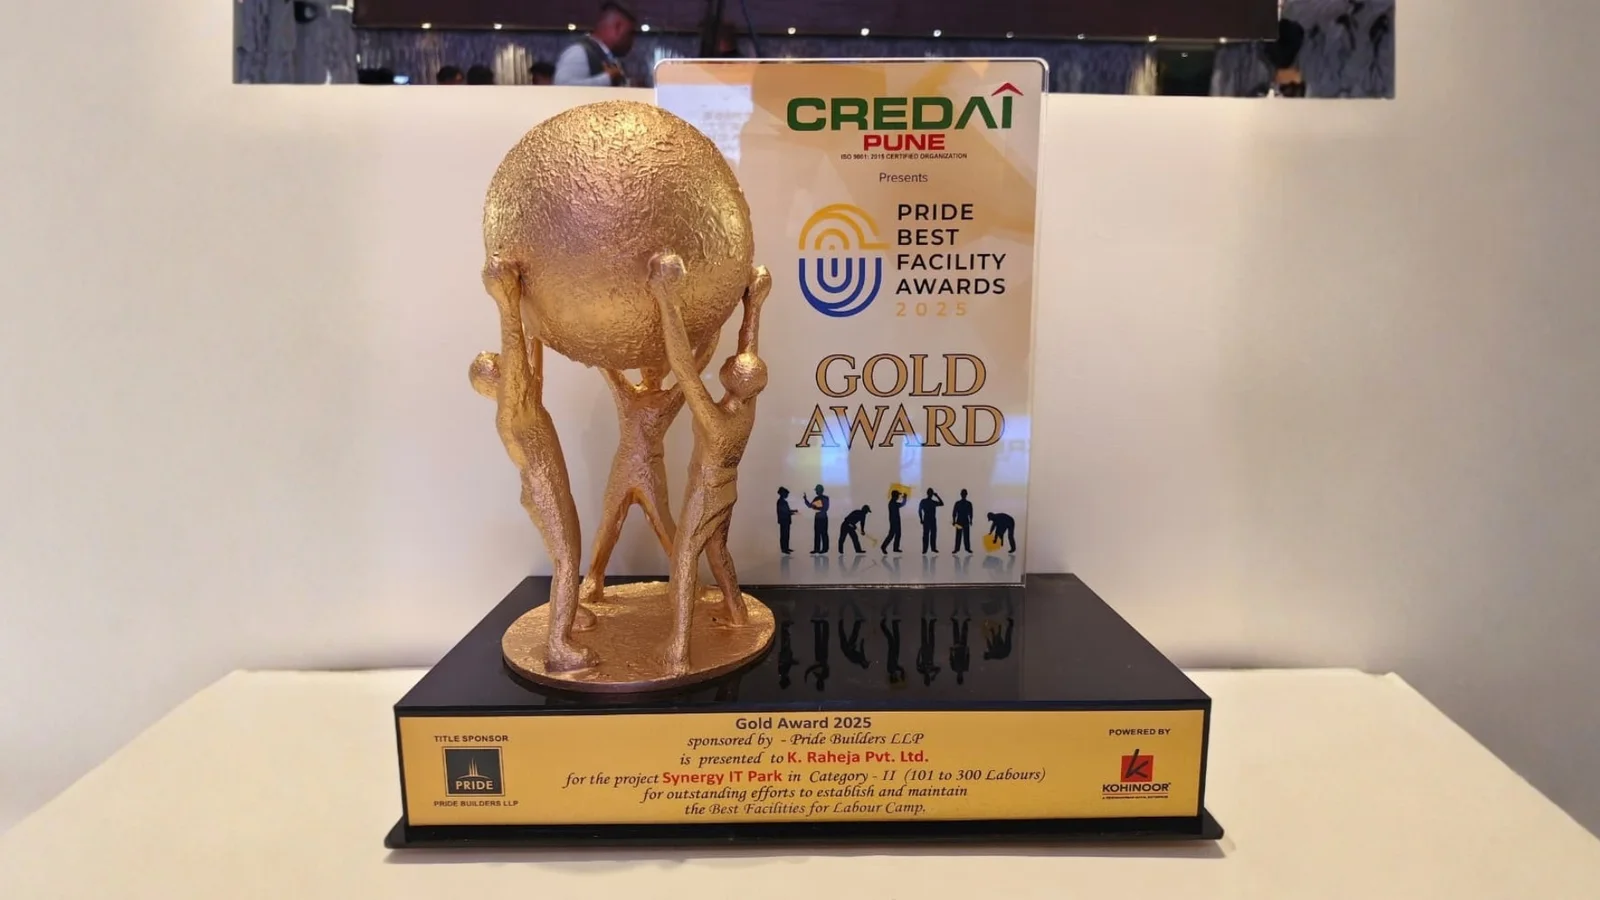 CREDAI
PUNE
ISO 9001: 2015 CERTIFIED ORGANIZATION
Presents
PRIDE
BEST
FACILITY
AWARDS
2025
GOLD
AWARD
TITLE SPONSOR
PRIDE
PRIDE BUILDERS LLP
Gold Award 2025
sponsored by - Pride Builders LLP
is presented to K. Raheja Pvt. Ltd.
for the project Synergy IT Park in Category - II (101 to 300 Labours)
for outstanding efforts to establish and maintain
the Best Facilities for Labour Camp.
POWERED BY
KOHINOOR